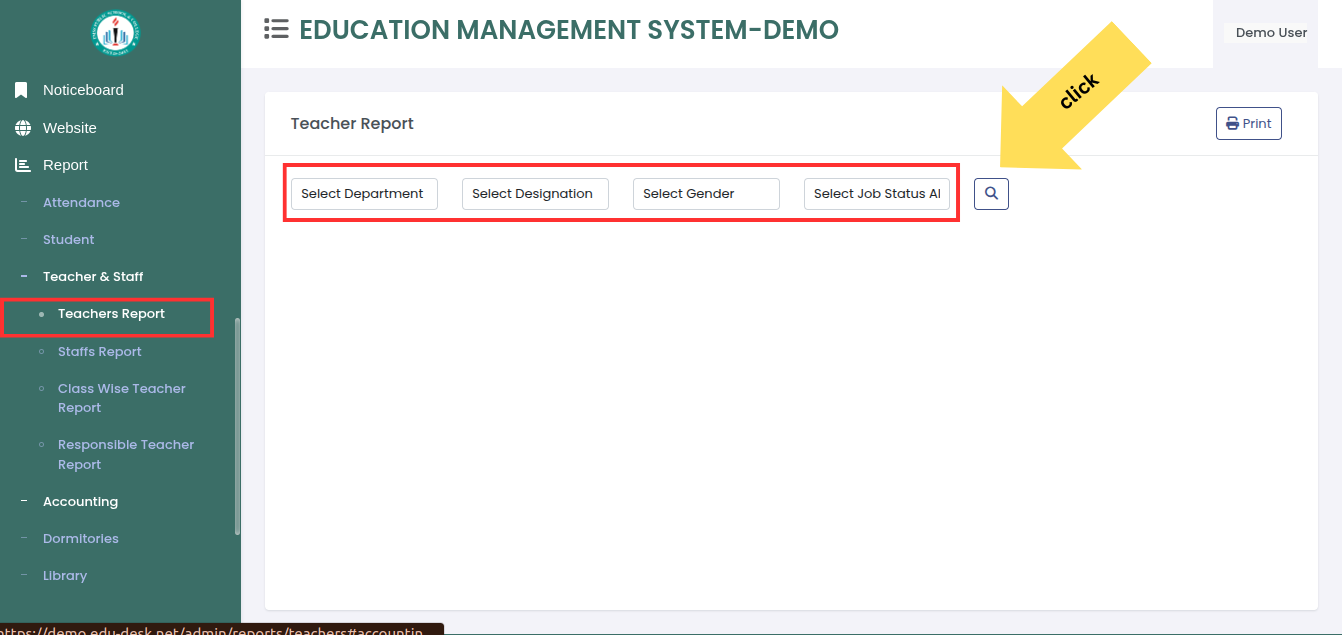 EDUCATION MANAGEMENT SYSTEM-DEMO
Demo User
Noticeboard
Website
Report
Attendance
Student
Teacher & Staff
Teachers Report
Staffs Report
Class Wise Teacher
Report
Responsible Teacher
Report
Accounting
Dormitories
Library
click
Teacher Report
Print
Select Department
Select Designation
Select Gender
Select Job Status Al
https://demo.edu-desk.net/admin/reports/teachers#accountin